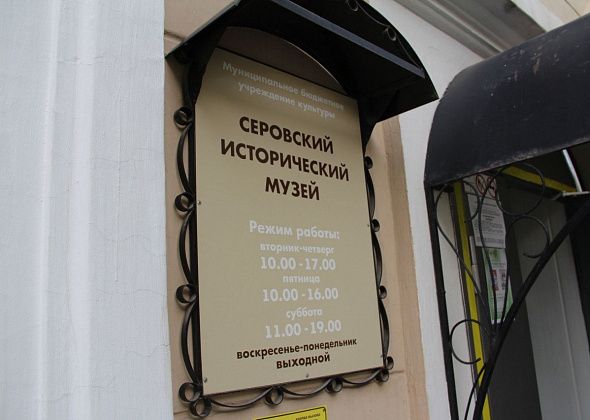 Муниципальное бюджетное
учреждение культуры
СЕРОВСКИЙ
ИСТОРИЧЕСКИЙ
МУЗЕЙ
Режим работы:
вторник-четверг
10.00 - 17.00
пятница
10.00 - 16.00
суббота
11.00 - 19.00
воскресенье-понедельник
ВЫХОДНОЙ